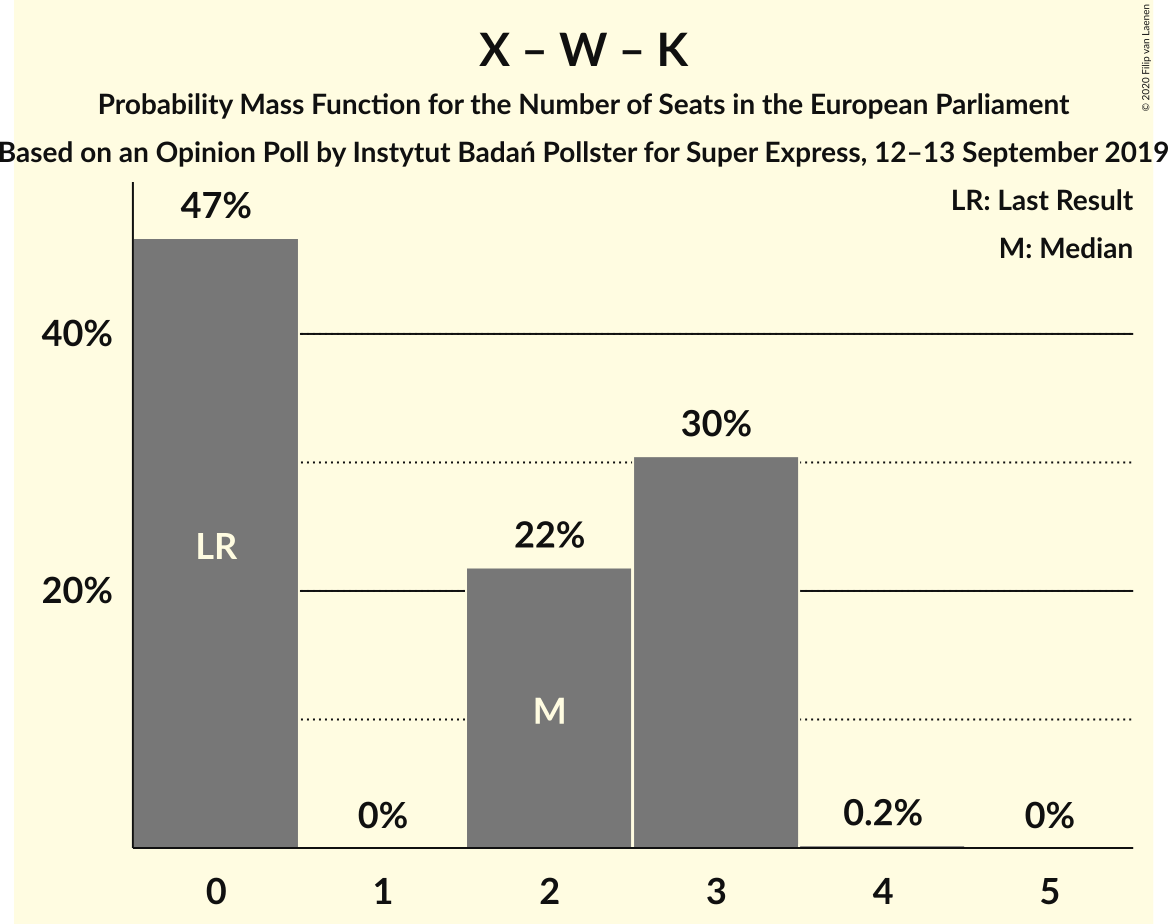 X – W – K
Probability Mass Function for the Number of Seats in the European Parliament
Based on an Opinion Poll by Instytut Badań Pollster for Super Express, 12–13 September 2019
© 2020 Filip van Laenen
LR: Last Result
M: Median
47%
40%
30%
LR
22%
20%
M
0%
0.2%
0%
0
1
2
3
4
5